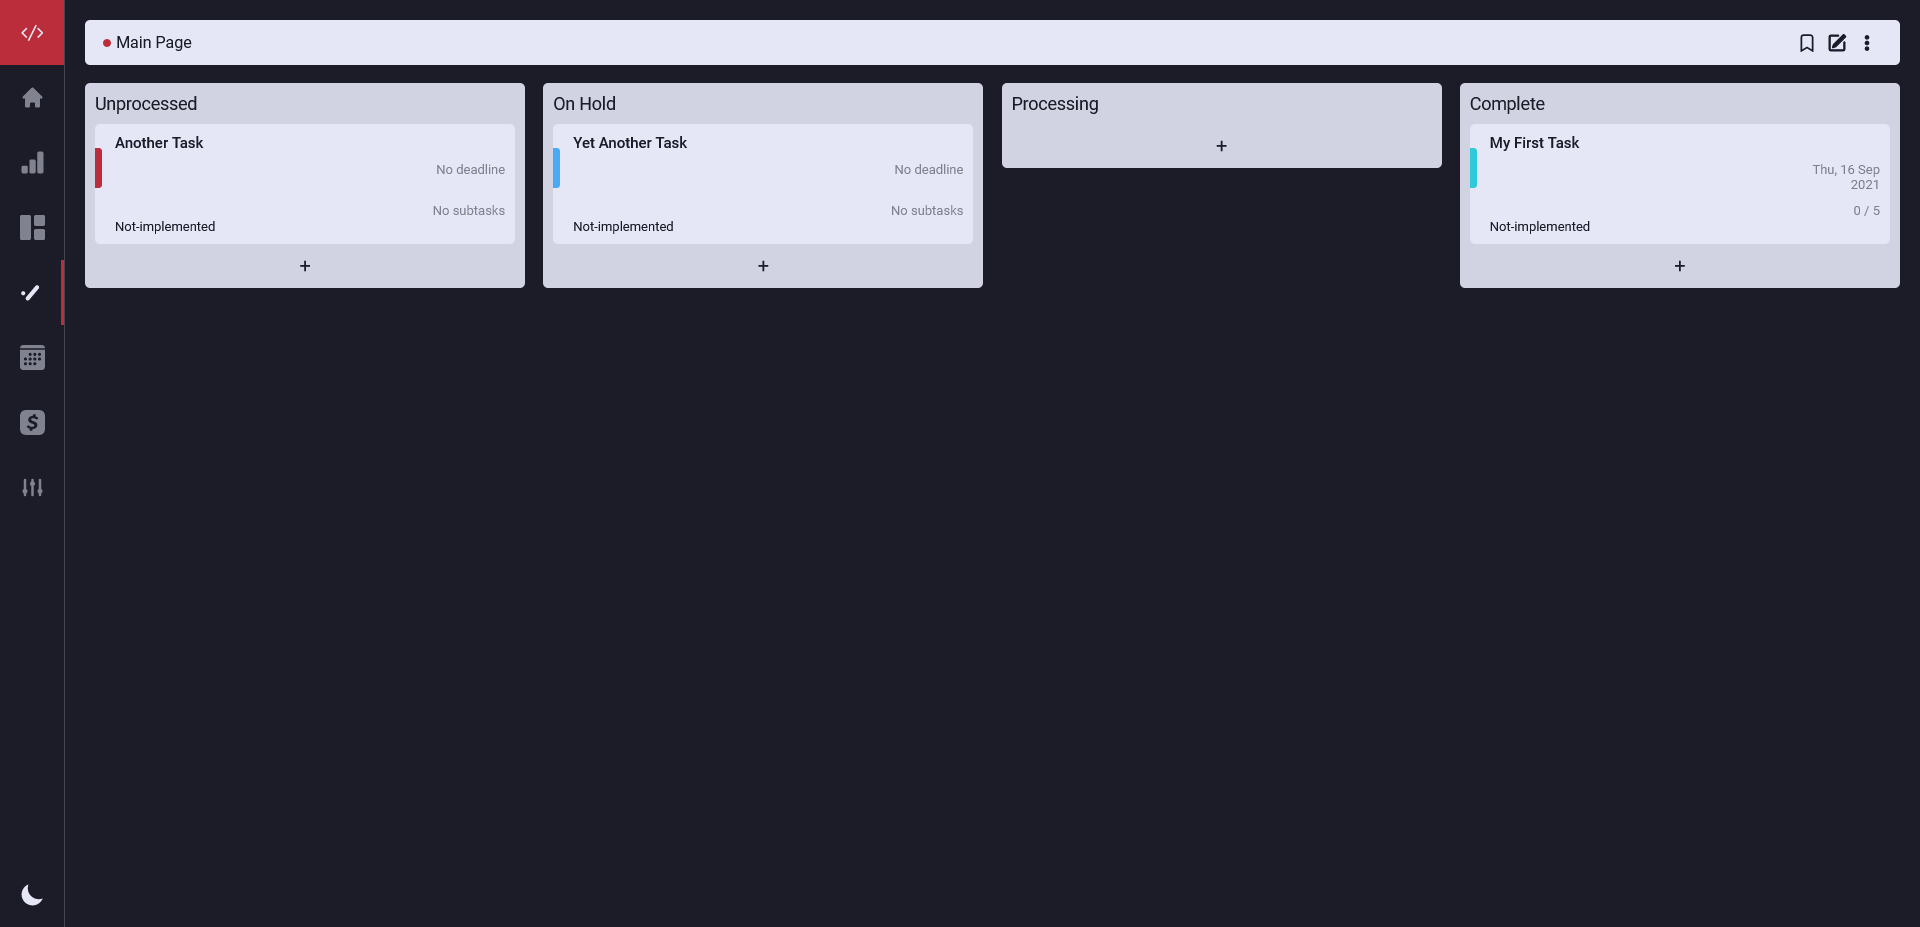 Main Page
Unprocessed
Another Task
No deadline
No subtasks
Not-implemented
+
On Hold
Yet Another Task
No deadline
No subtasks
Not-implemented
+
Processing
+
Complete
My First Task
Thu, 16 Sep
2021
0 / 5
Not-implemented
+